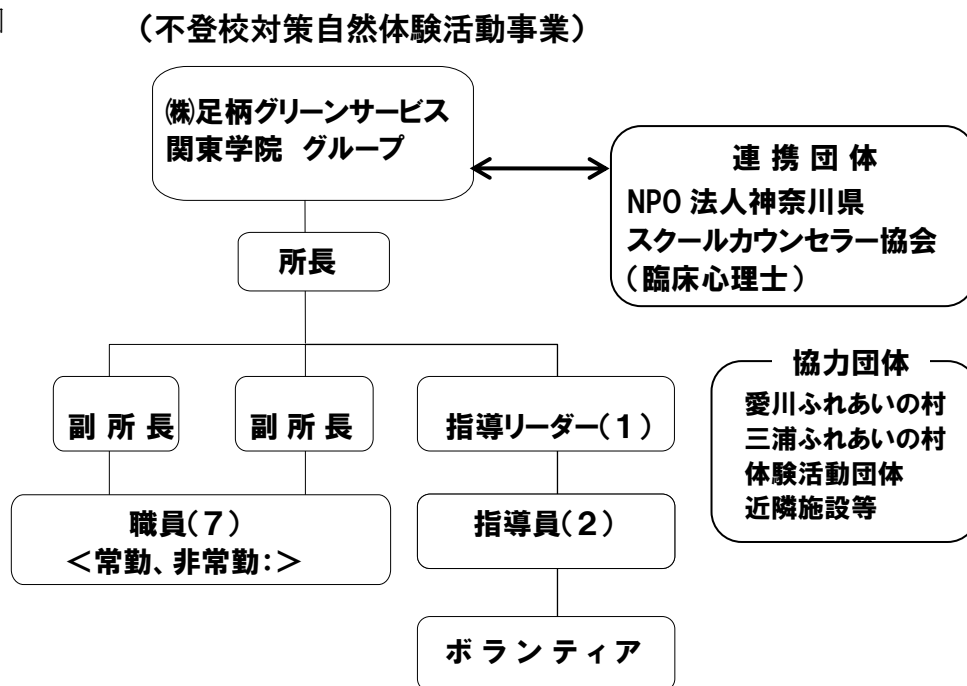 （不登校対策自然体験活動事業）
㈱足柄グリーンサービス
関東学院　グループ
連 携 団 体
NPO 法人神奈川県
スクールカウンセラー協会
（臨床心理士）
所長
協力団体
愛川ふれあいの村
三浦ふれあいの村
体験活動団体
近隣施設等
副 所 長
副 所 長
指導リーダー（１）
職員（７）
＜常勤、非常勤：＞
指導員（２）
ボ ラ ン テ ィ ア